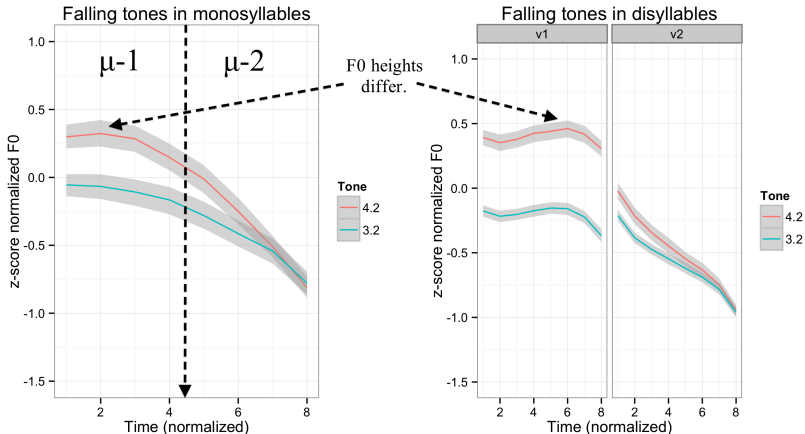 Falling tones in monosyllables
μ-1
μ-2
z-score normalized F0
1.0
0.5
0.0
-0.5
-1.0
-1.5
2
4
6
8
Time (normalized)
Tone
4.2
3.2
F0 heights
differ.
Falling tones in disyllables
v1
v2
z-score normalized F0
1.0
0.5
0.0
-0.5
-1.0
-1.5
2
4
6
8
2
4
6
8
Time (normalized)
Tone
4.2
3.2